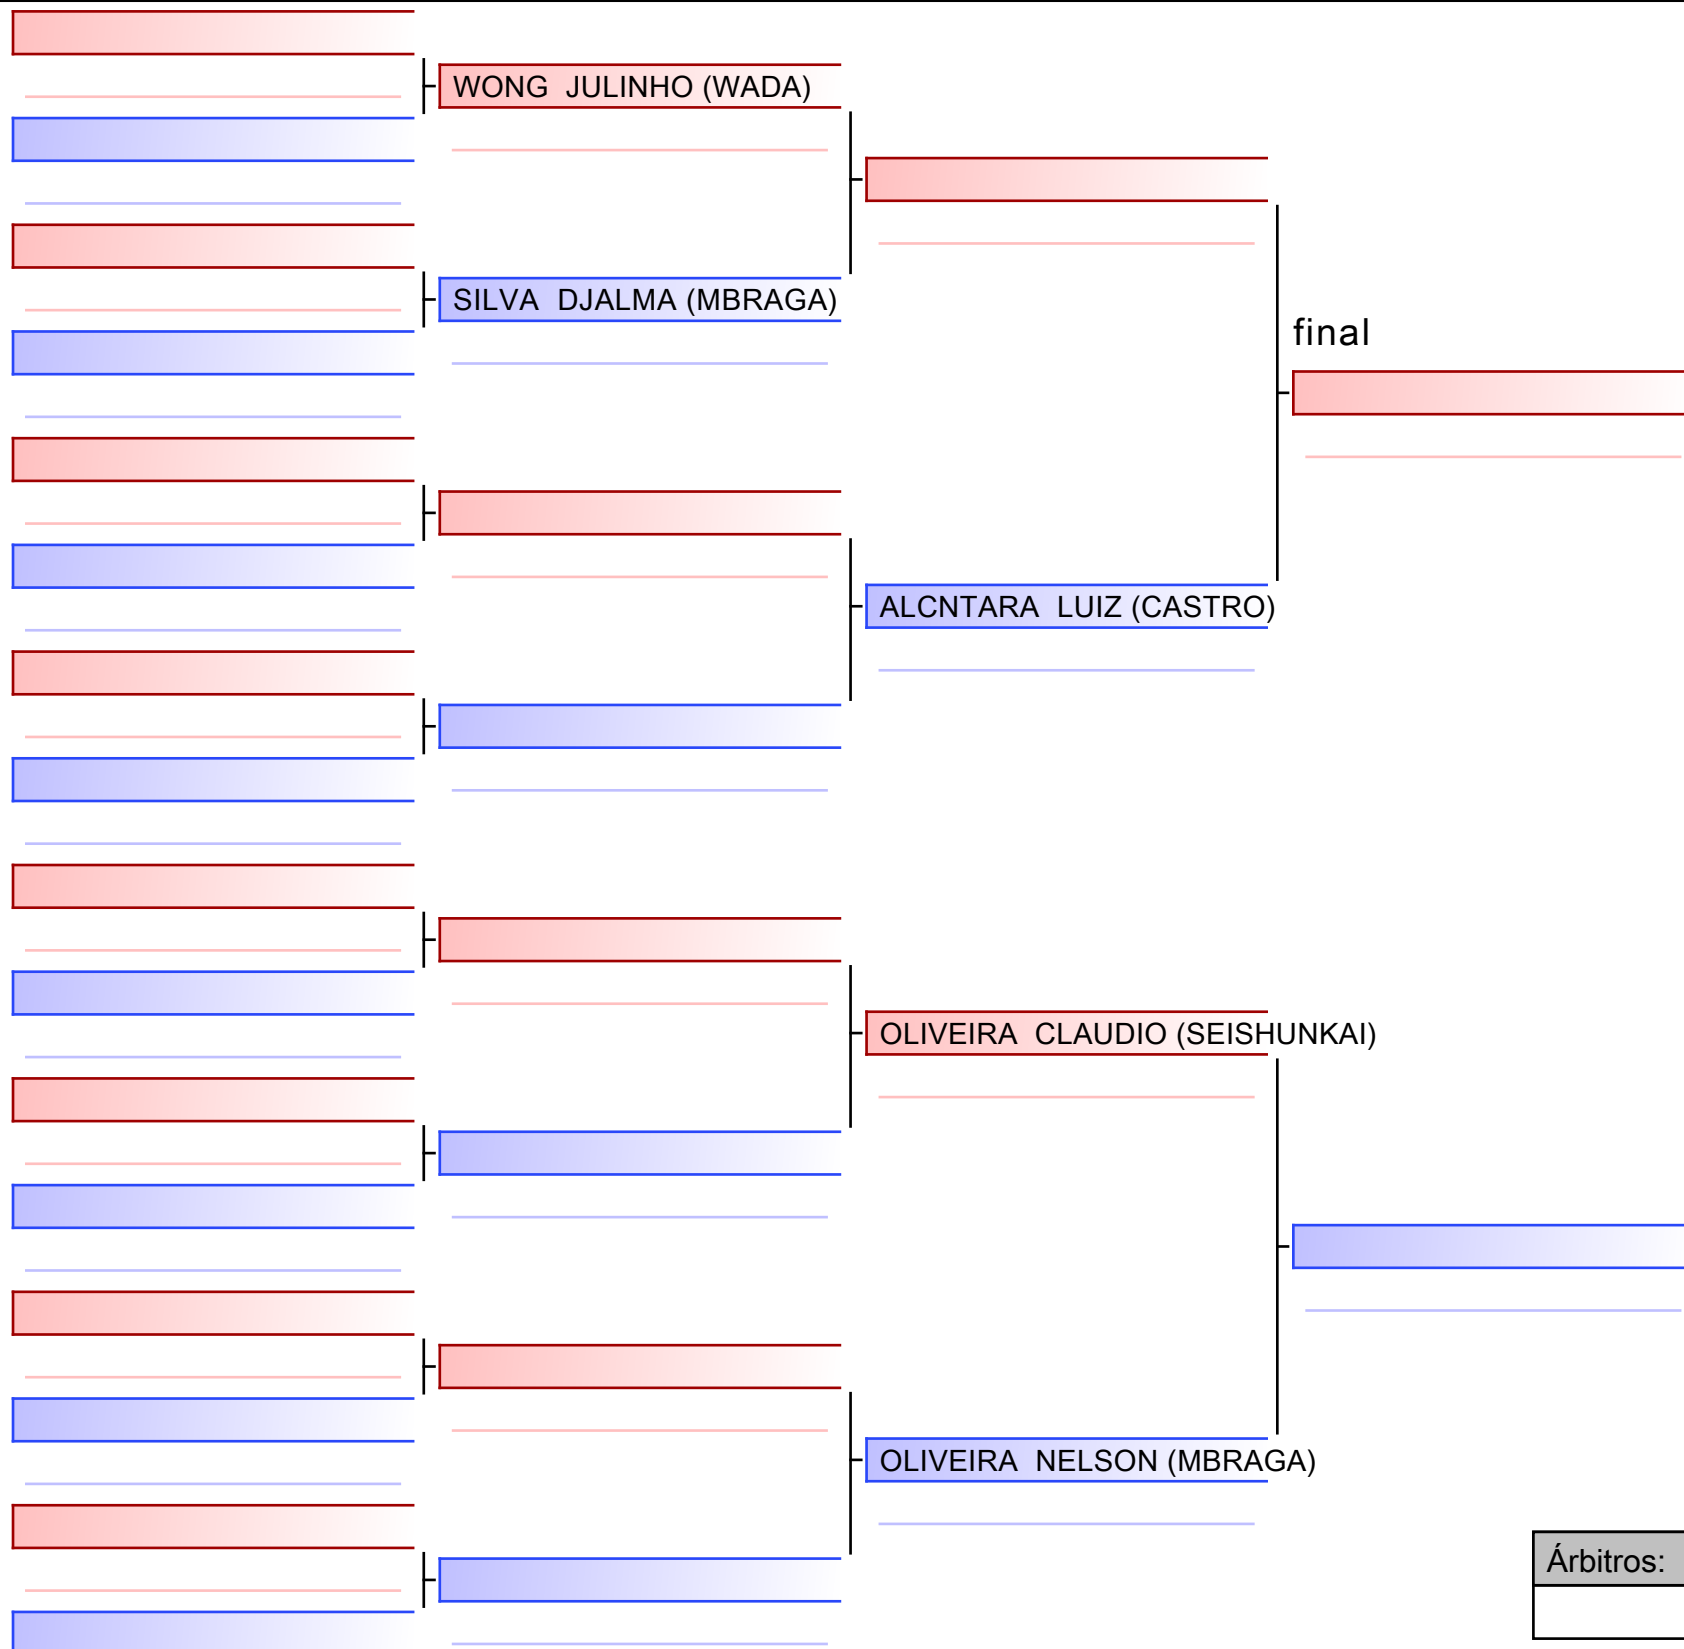 WONG  JULINHO (WADA)
SILVA  DJALMA (MBRAGA)
final
ALCNTARA  LUIZ (CASTRO)
OLIVEIRA  CLAUDIO (SEISHUNKAI)
OLIVEIRA  NELSON (MBRAGA)
Árbitros: